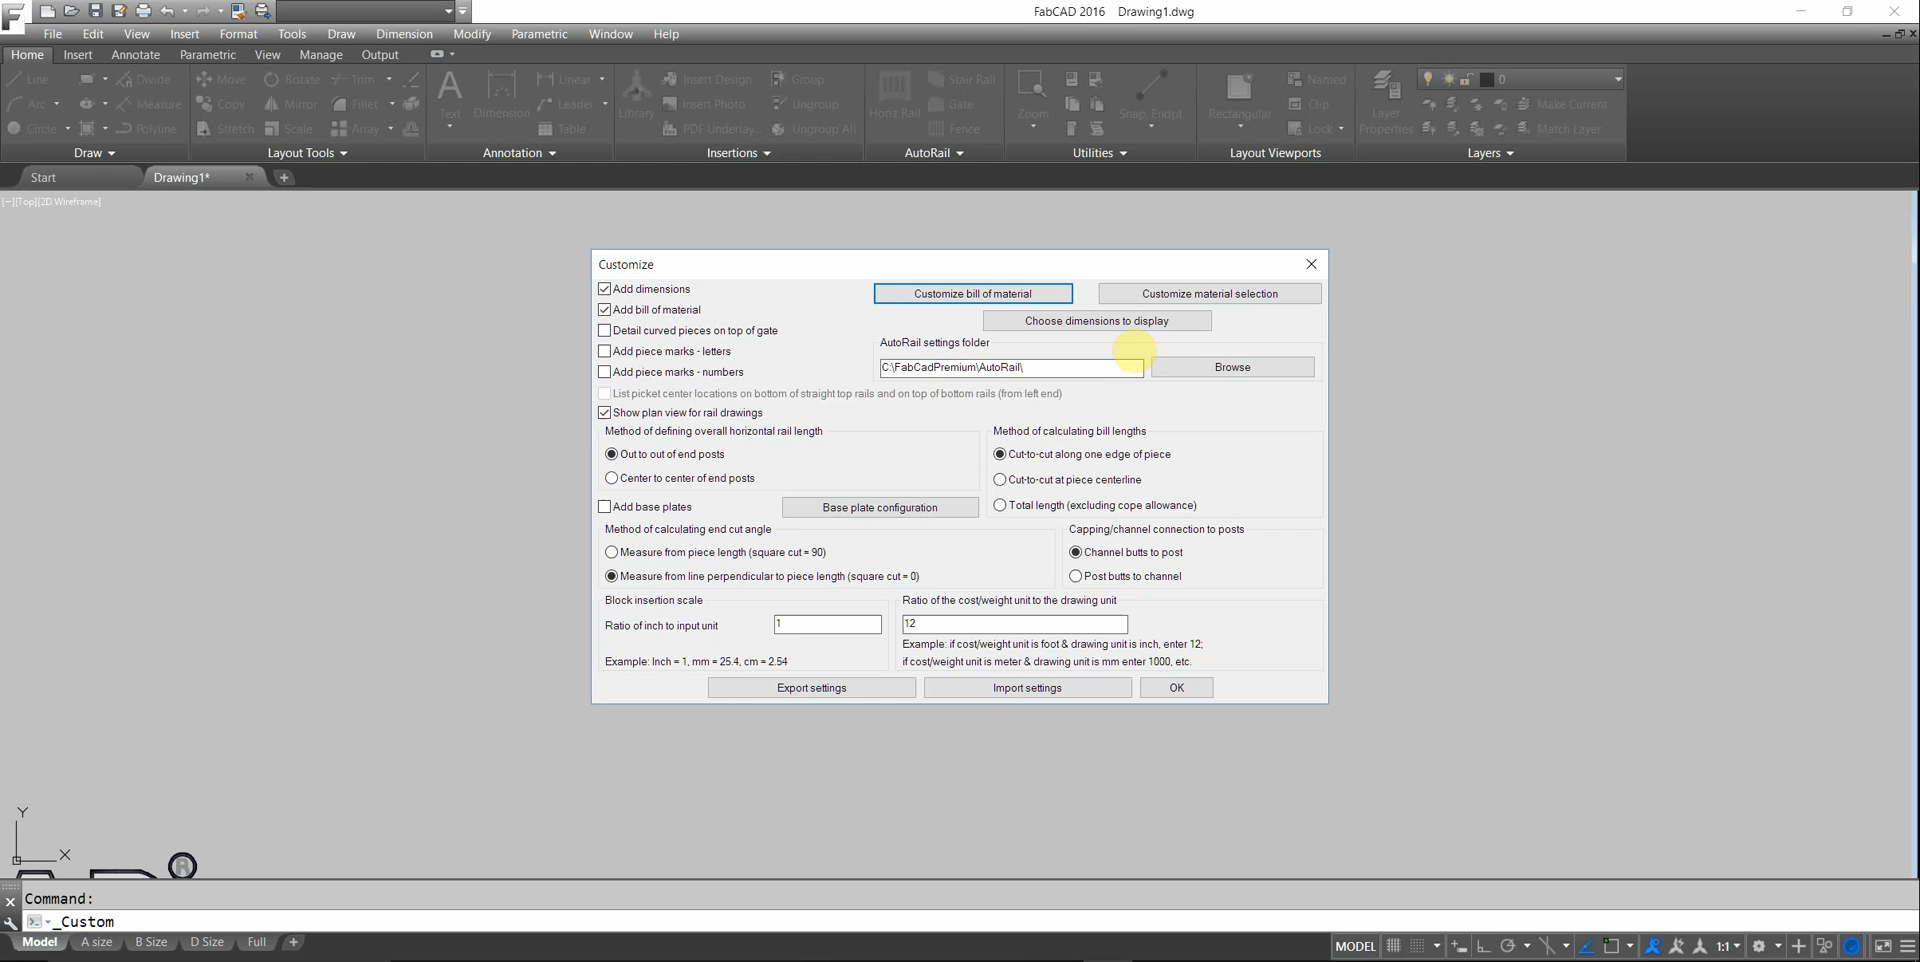 FabCAD 2016 Drawing1.dwg
File Edit View Insert Format Tools Draw Dimension Modify Parametric Window Help
Home Insert Annotate Parametric View Manage Output
Line Divide Move Rotate Trim Linear Insert Design Group Stair Rail Named 0
Arc Measure Copy Mirror Fillet Leader Insert Photo Ungroup Gate Clip Make Current
Text Dimension Library Horiz Rail Zoom Snap, Endpt Rectangular Layer Properties
Circle Polyline Stretch Scale Array Table PDF Underlay... Ungroup All Fence Lock Match Layer
Draw Layout Tools Annotation Insertions AutoRail Utilities Layout Viewports Layers
Start Drawing1*
[−][Top][2D Wireframe]
Customize
Add dimensions
Customize bill of material Customize material selection
Add bill of material
Choose dimensions to display
Detail curved pieces on top of gate
AutoRail settings folder
Add piece marks - letters
C:\FabCadPremium\AutoRail\ Browse
Add piece marks - numbers
List picket center locations on bottom of straight top rails and on top of bottom rails (from left end)
Show plan view for rail drawings
Method of defining overall horizontal rail length
Out to out of end posts
Center to center of end posts
Method of calculating bill lengths
Cut-to-cut along one edge of piece
Cut-to-cut at piece centerline
Total length (excluding cope allowance)
Add base plates Base plate configuration
Method of calculating end cut angle
Measure from piece length (square cut = 90)
Measure from line perpendicular to piece length (square cut = 0)
Capping/channel connection to posts
Channel butts to post
Post butts to channel
Block insertion scale
Ratio of inch to input unit 1
Example: Inch = 1, mm = 25.4, cm = 2.54
Ratio of the cost/weight unit to the drawing unit
12
Example: if cost/weight unit is foot & drawing unit is inch, enter 12;
if cost/weight unit is meter & drawing unit is mm enter 1000, etc.
Export settings Import settings OK
Y
X
R
Command:
_Custom
Model A size B Size D Size Full
MODEL 1:1